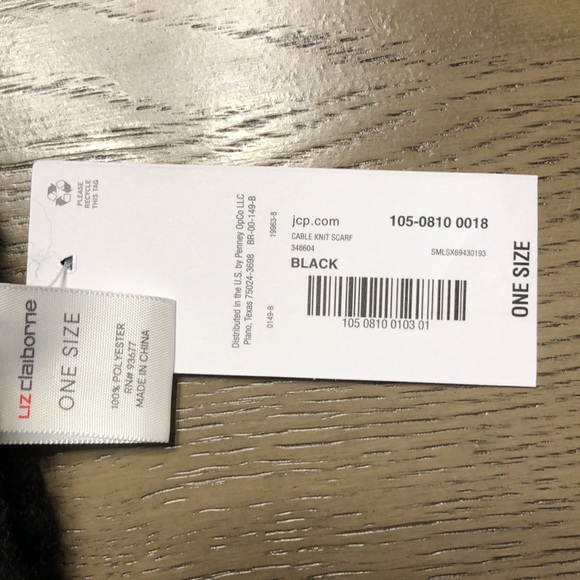 PLEASE
RECYCLE
THIS TAG
Distributed in the U.S. by Penney OpCo LLC
Plano, Texas 75024-3698 BR-00-149-B
0149-B 19963-8
jcp.com 105-0810 0018
CABLE KNIT SCARF
348604 SMLSX69430193
BLACK
105 0810 0103 01
ONE SIZE
LIZ claiborne
ONE SIZE
100% POLYESTER
RN# 93677
MADE IN CHINA